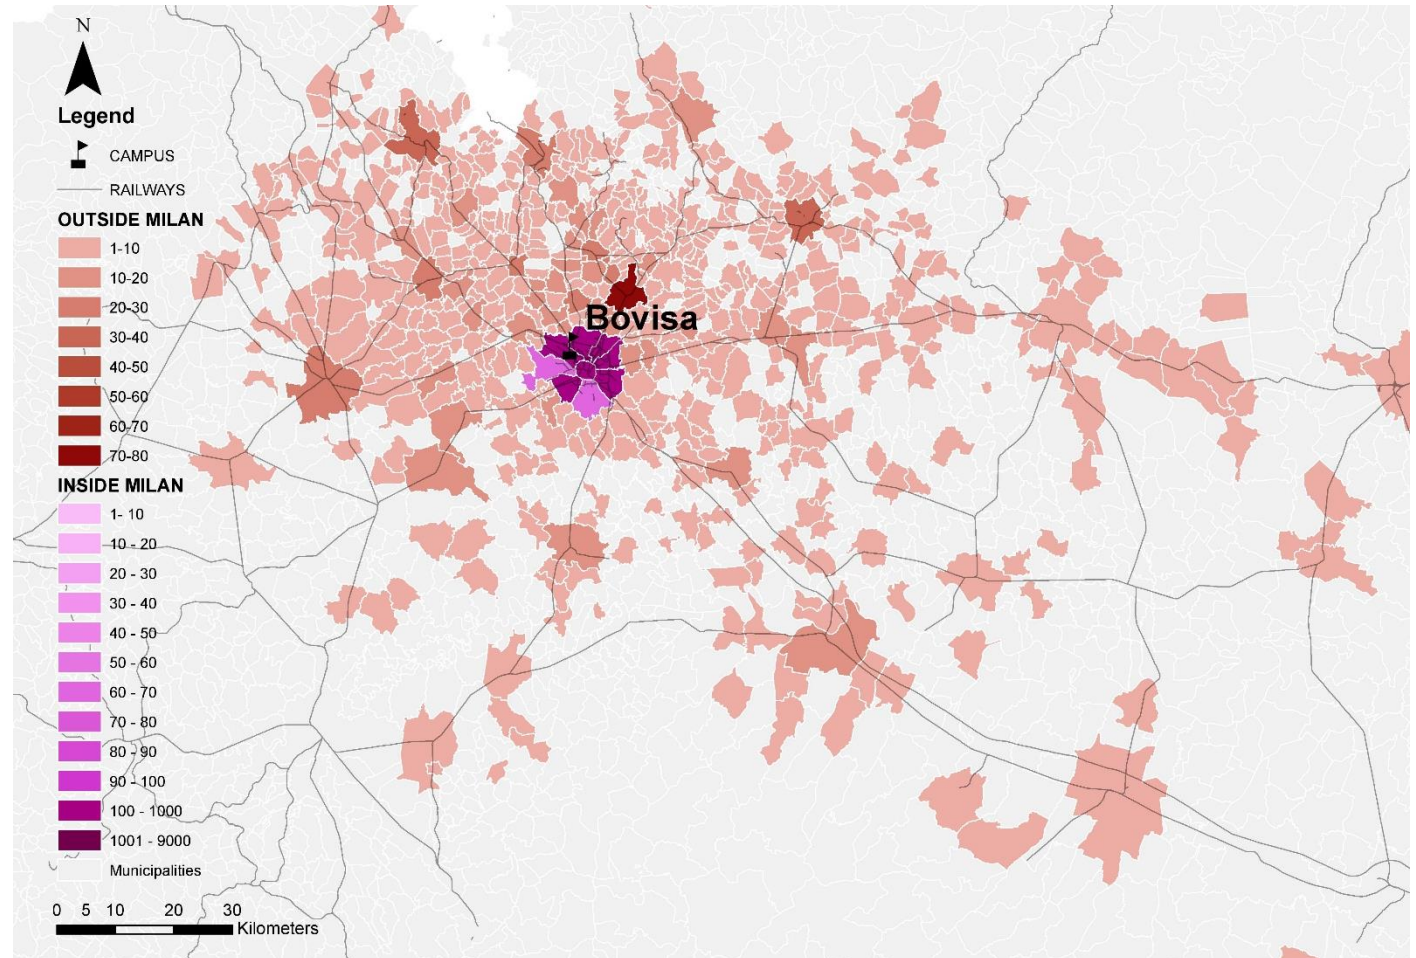 N
Legend
CAMPUS
RAILWAYS
OUTSIDE MILAN
1-10
10-20
20-30
30-40
40-50
50-60
60-70
70-80
INSIDE MILAN
1- 10
10 - 20
20 - 30
30 - 40
40 - 50
50 - 60
60 - 70
70 - 80
80 - 90
90 - 100
100 - 1000
1001 - 9000
Municipalities
0 5 10 20 30
Kilometers
Bovisa